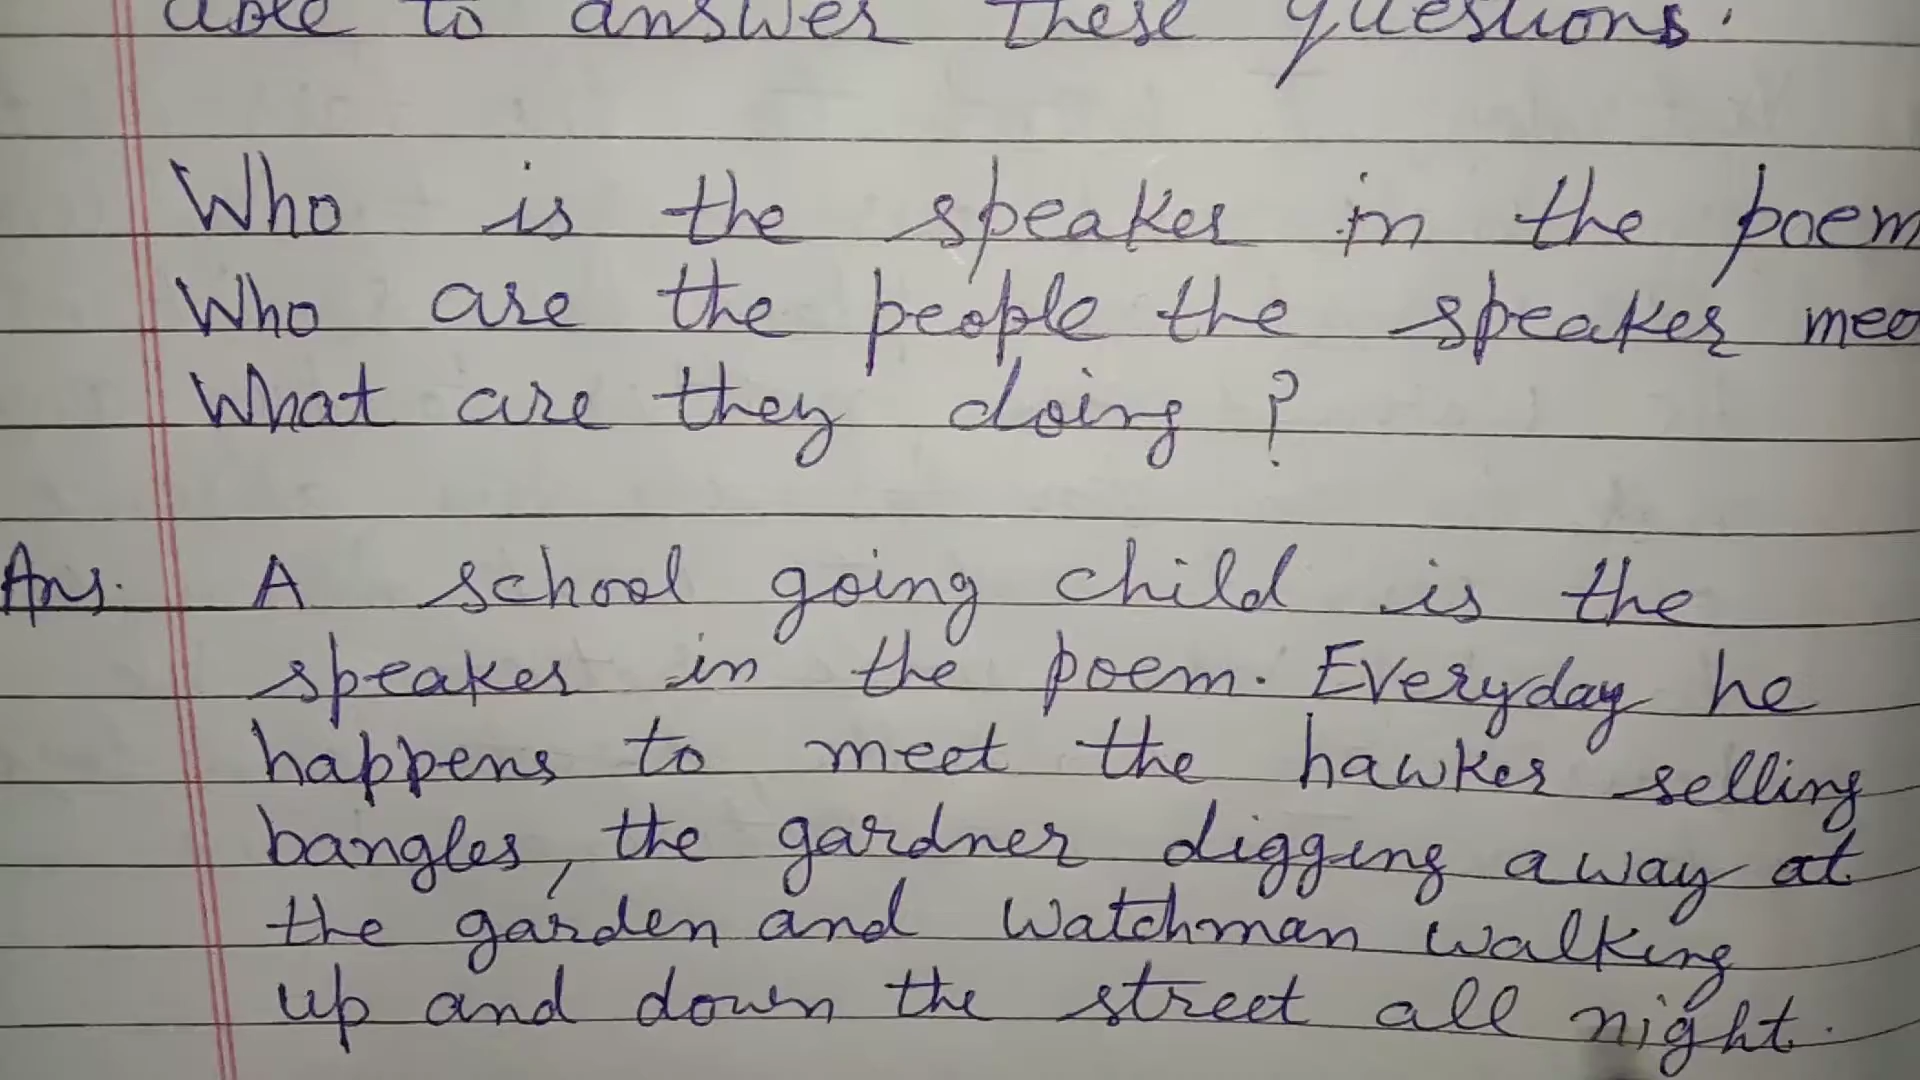 able to answer these questions.
Who is the speaker in the poem
Who are the people the speaker mee
What are they doing ?
Ans. A school going child is the
speaker in the poem. Everyday he
happens to meet the hawker selling
bangles, the gardner digging away at
the garden and watchman walking
up and down the street all night.